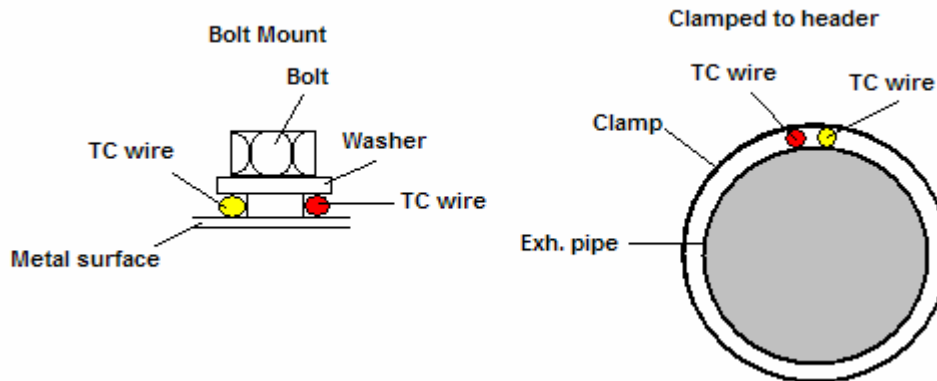 Bolt Mount
Bolt
TC wire
Washer
TC wire
Metal surface
Clamped to header
TC wire
TC wire
Clamp
Exh. pipe